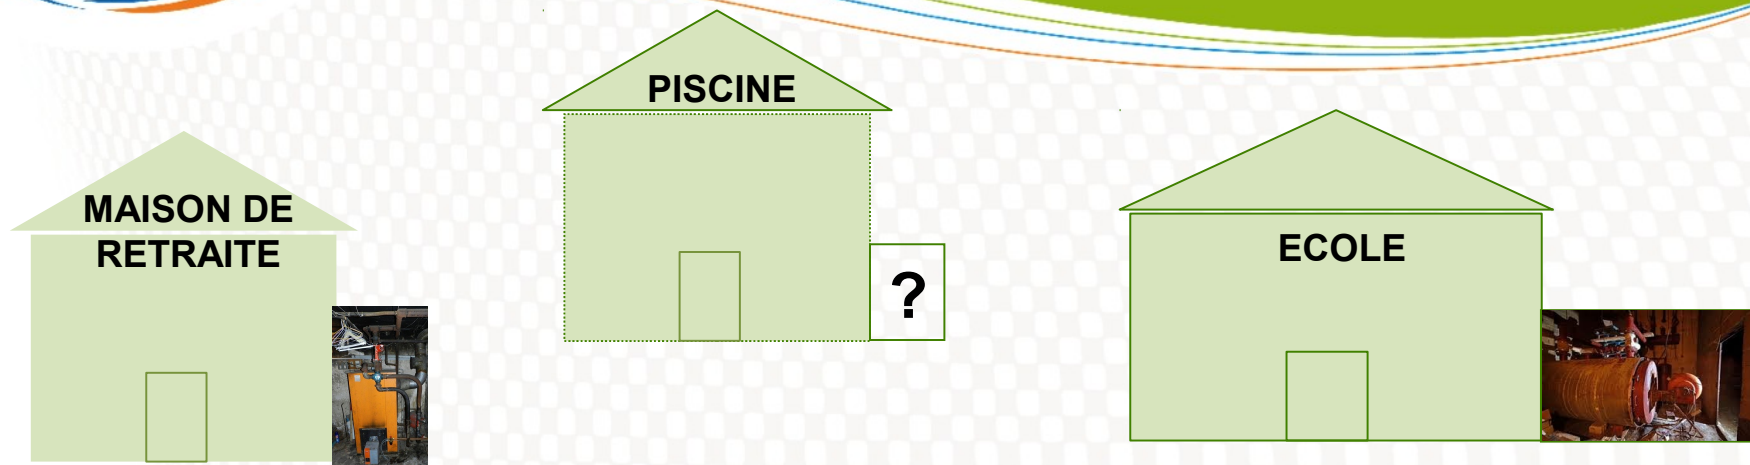 PISCINE
MAISON DE
RETRAITE
ECOLE
?